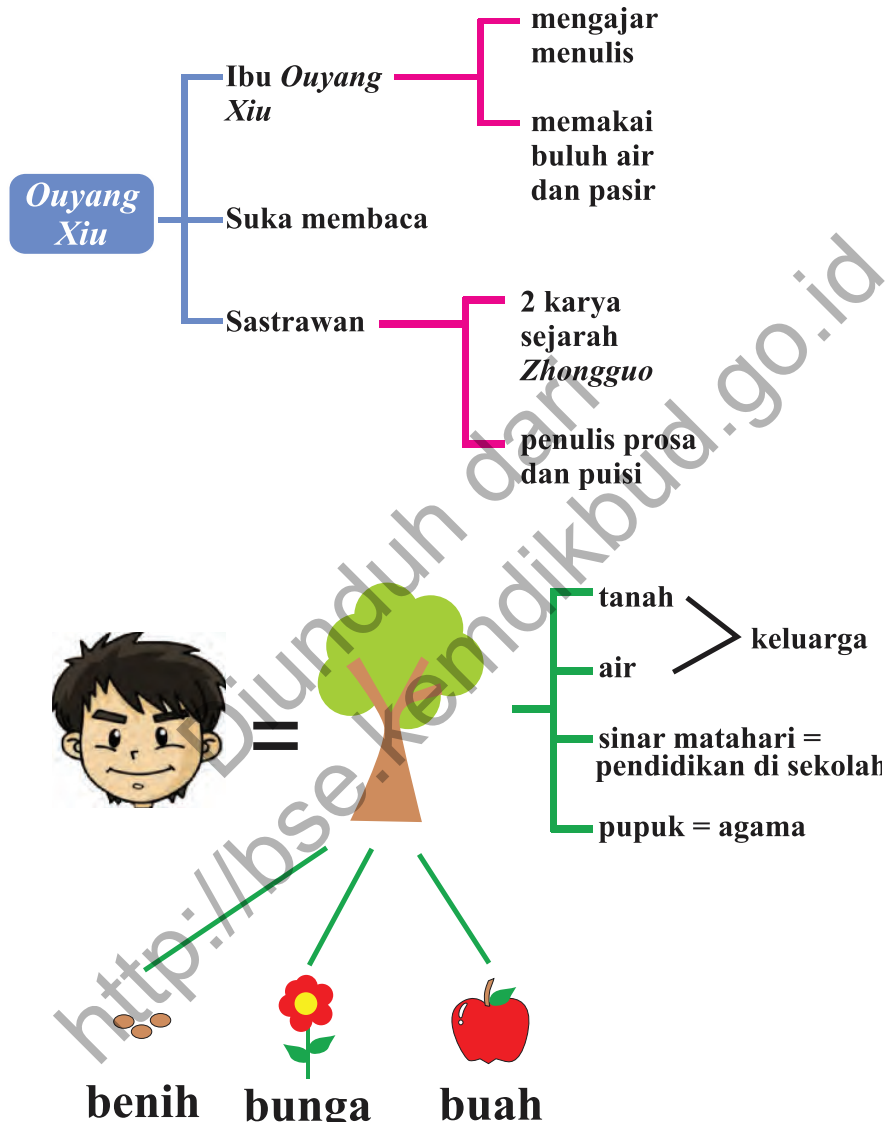 Ouyang
Xiu
Ibu Ouyang
Xiu
mengajar
menulis
memakai
buluh air
dan pasir
Suka membaca
Sastrawan
2 karya
sejarah
Zhongguo
penulis prosa
dan puisi
=
tanah
air
keluarga
sinar matahari =
pendidikan di sekolah
pupuk = agama
benih
bunga
buah
Diunduh dari
http://bse.kemdikbud.go.id